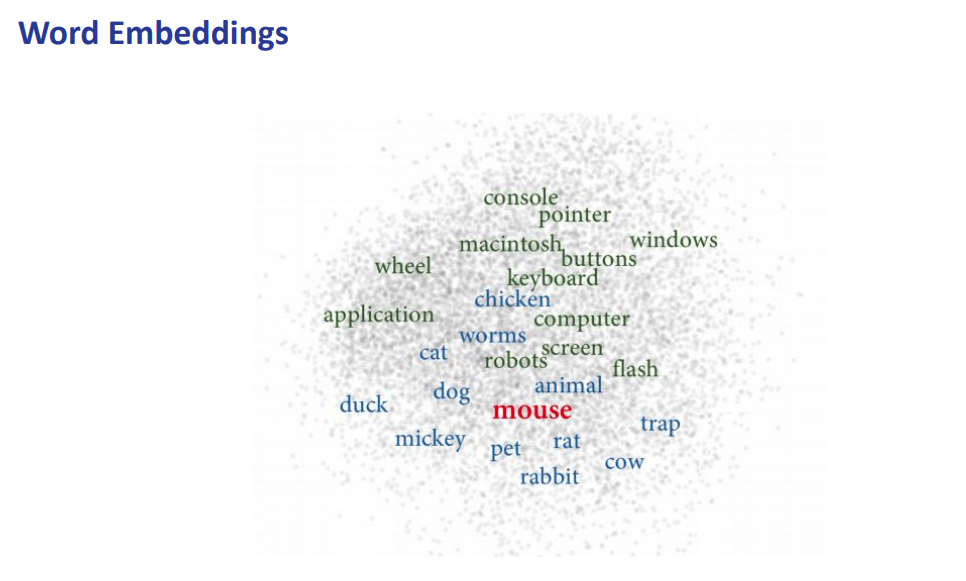 Word Embeddings
console
pointer
macintosh
windows
buttons
wheel
keyboard
chicken
application
computer
worms
screen
cat
robots
flash
animal
dog
duck
mouse
trap
mickey
rat
pet
cow
rabbit